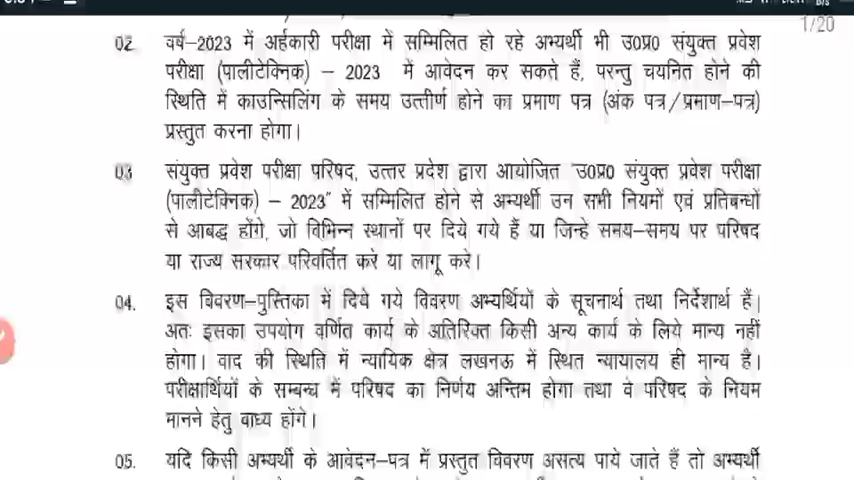 1/20
02 वर्ष–2023 में अर्हकारी परीक्षा में सम्मिलित हो रहे अभ्यर्थी भी उ0प्र0 संयुक्त प्रवेश
परीक्षा (पालीटेक्निक) – 2023 में आवेदन कर सकते हैं, परन्तु चयनित होने की
स्थिति में काउन्सिलिंग के समय उत्तीर्ण होने का प्रमाण पत्र (अंक पत्र/प्रमाण–पत्र)
प्रस्तुत करना होगा।
03 संयुक्त प्रवेश परीक्षा परिषद, उत्तर प्रदेश द्वारा आयोजित "उ0प्र0 संयुक्त प्रवेश परीक्षा
(पालीटेक्निक) – 2023" में सम्मिलित होने से अभ्यर्थी उन सभी नियमों एवं प्रतिबन्धों
से आबद्ध होंगे, जो विभिन्न स्थानों पर दिये गये हैं या जिन्हे समय–समय पर परिषद
या राज्य सरकार परिवर्तित करे या लागू करे।
04. इस विवरण–पुस्तिका में दिये गये विवरण अभ्यर्थियों के सूचनार्थ तथा निर्देशार्थ हैं।
अतः इसका उपयोग वर्णित कार्य के अतिरिक्त किसी अन्य कार्य के लिये मान्य नहीं
होगा। वाद की स्थिति में न्यायिक क्षेत्र लखनऊ में स्थित न्यायालय ही मान्य है।
परीक्षार्थियों के सम्बन्ध में परिषद का निर्णय अन्तिम होगा तथा वे परिषद के नियम
मानने हेतु वाध्य होंगे।
05. यदि किसी अभ्यर्थी के आवेदन–पत्र में प्रस्तुत विवरण असत्य पाये जाते हैं तो अभ्यर्थी